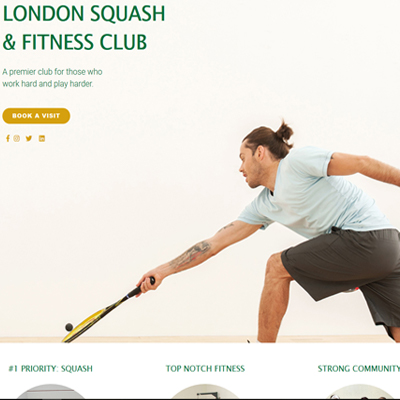 LONDON SQUASH
& FITNESS CLUB
A premier club for those who
work hard and play harder.
BOOK A VISIT
#1 PRIORITY: SQUASH
TOP NOTCH FITNESS
STRONG COMMUNITY